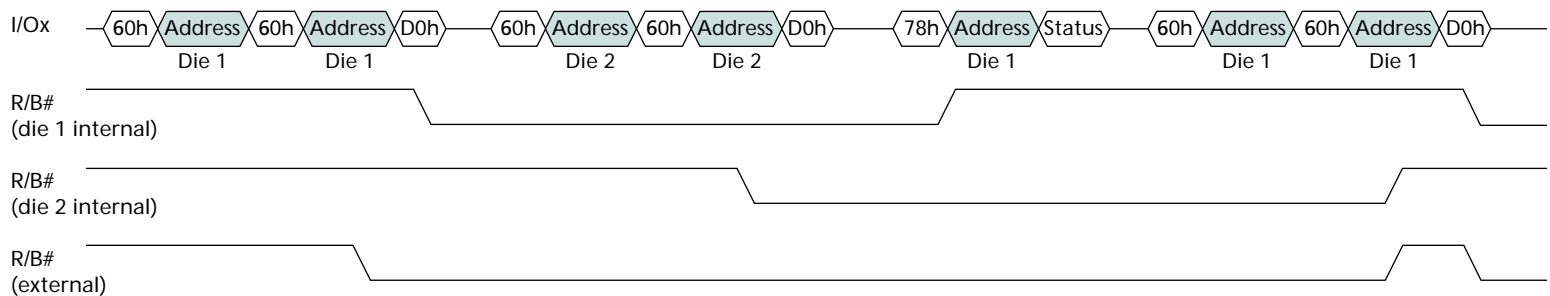 I/Ox 60h Address 60h Address D0h 60h Address 60h Address D0h 78h Address Status 60h Address 60h Address D0h
Die 1 Die 1 Die 2 Die 2 Die 1 Die 1 Die 1
R/B#
(die 1 internal)
R/B#
(die 2 internal)
R/B#
(external)